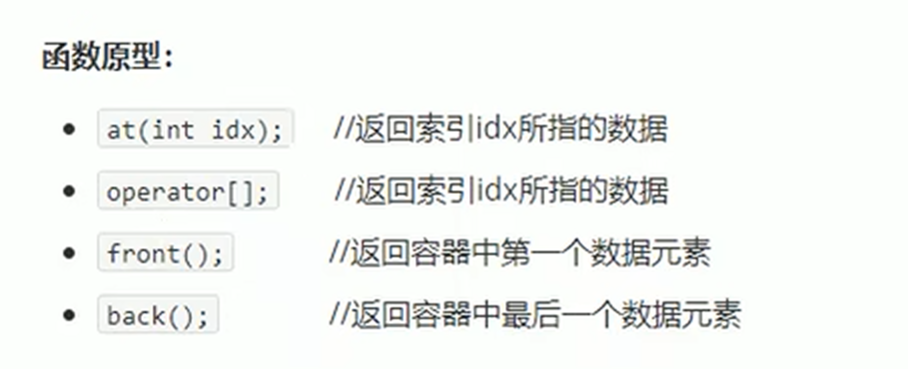 函数原型：
• at(int idx); //返回索引idx所指的数据
• operator[]; //返回索引idx所指的数据
• front(); //返回容器中第一个数据元素
• back(); //返回容器中最后一个数据元素